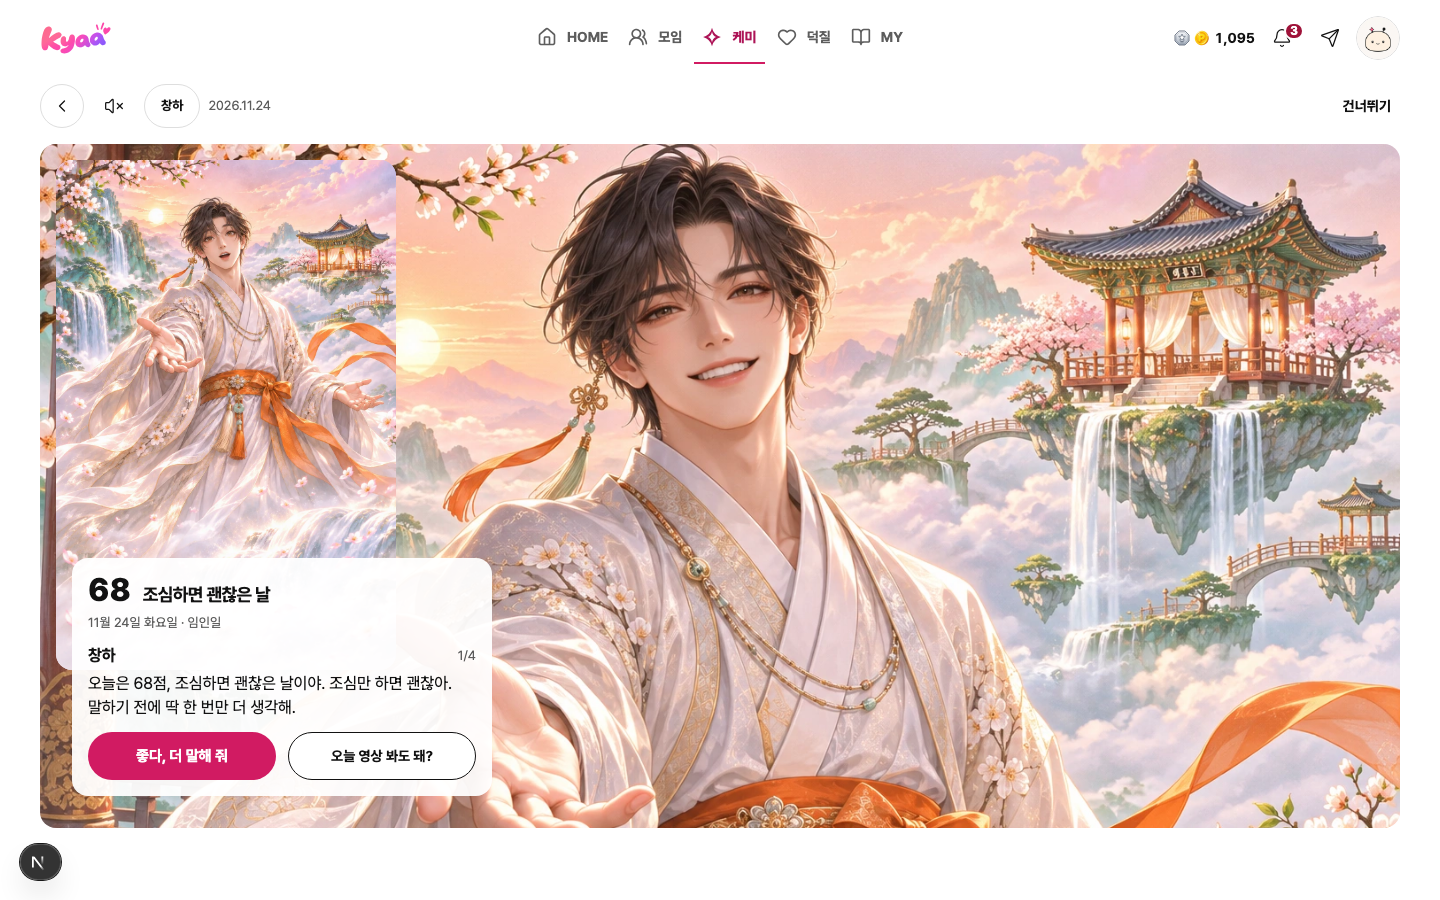 kyaa
HOME
모임
케미
덕질
MY
1,095
3
창하
2026.11.24
건너뛰기
68 조심하면 괜찮은 날
11월 24일 화요일 · 임인일
창하
1/4
오늘은 68점, 조심하면 괜찮은 날이야. 조심만 하면 괜찮아.
말하기 전에 딱 한 번만 더 생각해.
좋다, 더 말해 줘
오늘 영상 봐도 돼?
N